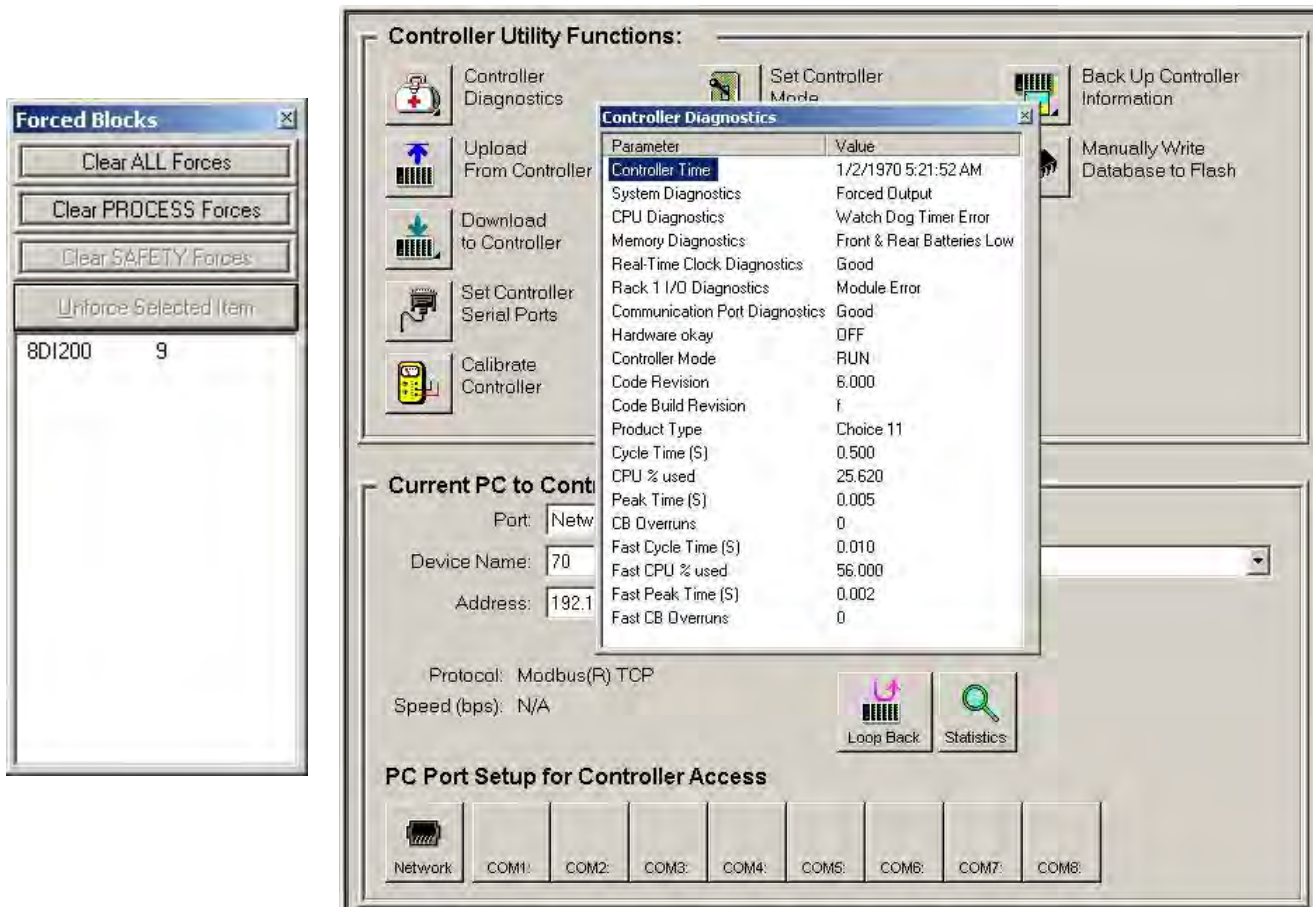 Forced Blocks
Clear ALL Forces
Clear PROCESS Forces
Clear SAFETY Forces
Unforce Selected Item
8DI200 9
Controller Utility Functions:
Controller
Diagnostics
Set Controller
Mode
Back Up Controller
Information
Upload
From Controller
Manually Write
Database to Flash
Download
to Controller
Set Controller
Serial Ports
Calibrate
Controller
Controller Diagnostics
Parameter Value
Controller Time 1/2/1970 5:21:52 AM
System Diagnostics Forced Output
CPU Diagnostics Watch Dog Timer Error
Memory Diagnostics Front & Rear Batteries Low
Real-Time Clock Diagnostics Good
Rack 1 I/O Diagnostics Module Error
Communication Port Diagnostics Good
Hardware okay OFF
Controller Mode RUN
Code Revision 6.000
Code Build Revision f
Product Type Choice 11
Cycle Time (S) 0.500
CPU % used 25.620
Peak Time (S) 0.005
CB Overruns 0
Fast Cycle Time (S) 0.010
Fast CPU % used 56.000
Fast Peak Time (S) 0.002
Fast CB Overruns 0
Current PC to Cont
Port: Netw
Device Name: 70
Address: 192.1
Protocol: Modbus(R) TCP
Speed (bps): N/A
Loop Back
Statistics
PC Port Setup for Controller Access
Network COM1: COM2: COM3: COM4: COM5: COM6: COM7: COM8: